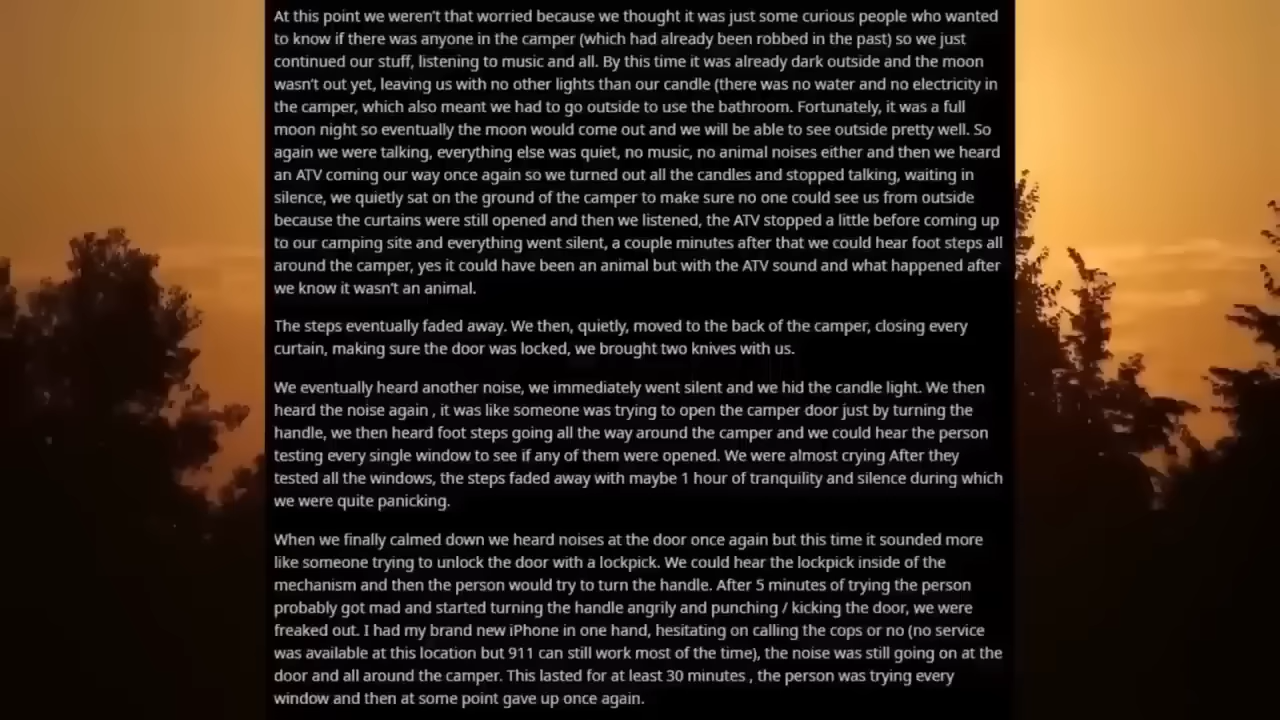 At this point we weren't that worried because we thought it was just some curious people who wanted
to know if there was anyone in the camper (which had already been robbed in the past) so we just
continued our stuff, listening to music and all. By this time it was already dark outside and the moon
wasn't out yet, leaving us with no other lights than our candle (there was no water and no electricity in
the camper, which also meant we had to go outside to use the bathroom. Fortunately, it was a full
moon night so eventually the moon would come out and we will be able to see outside pretty well. So
again we were talking, everything else was quiet, no music, no animal noises either and then we heard
an ATV coming our way once again so we turned out all the candles and stopped talking, waiting in
silence, we quietly sat on the ground of the camper to make sure no one could see us from outside
because the curtains were still opened and then we listened, the ATV stopped a little before coming up
to our camping site and everything went silent, a couple minutes after that we could hear foot steps all
around the camper, yes it could have been an animal but with the ATV sound and what happened after
we know it wasn't an animal.
The steps eventually faded away. We then, quietly, moved to the back of the camper, closing every
curtain, making sure the door was locked, we brought two knives with us.
We eventually heard another noise, we immediately went silent and we hid the candle light. We then
heard the noise again , it was like someone was trying to open the camper door just by turning the
handle, we then heard foot steps going all the way around the camper and we could hear the person
testing every single window to see if any of them were opened. We were almost crying After they
tested all the windows, the steps faded away with maybe 1 hour of tranquility and silence during which
we were quite panicking.
When we finally calmed down we heard noises at the door once again but this time it sounded more
like someone trying to unlock the door with a lockpick. We could hear the lockpick inside of the
mechanism and then the person would try to turn the handle. After 5 minutes of trying the person
probably got mad and started turning the handle angrily and punching / kicking the door, we were
freaked out. I had my brand new iPhone in one hand, hesitating on calling the cops or no (no service
was available at this location but 911 can still work most of the time), the noise was still going on at the
door and all around the camper. This lasted for at least 30 minutes , the person was trying every
window and then at some point gave up once again.